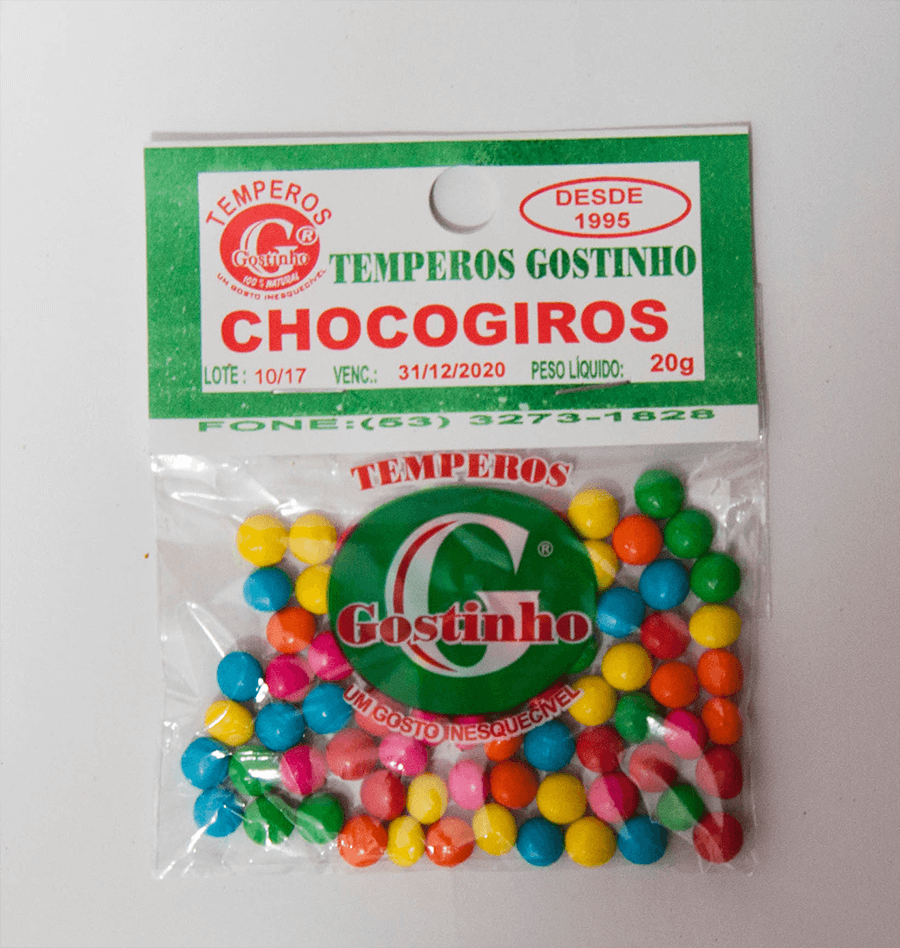 TEMPEROS
G ®
Gostinho
100% NATURAL
UM GOSTO INESQUECÍVEL
DESDE
1995
TEMPEROS GOSTINHO
CHOCOGIROS
LOTE : 10/17 VENC.: 31/12/2020 PESO LÍQUIDO: 20g
FONE:(53) 3273-1828
TEMPEROS
G ®
Gostinho
UM GOSTO INESQUECÍVEL